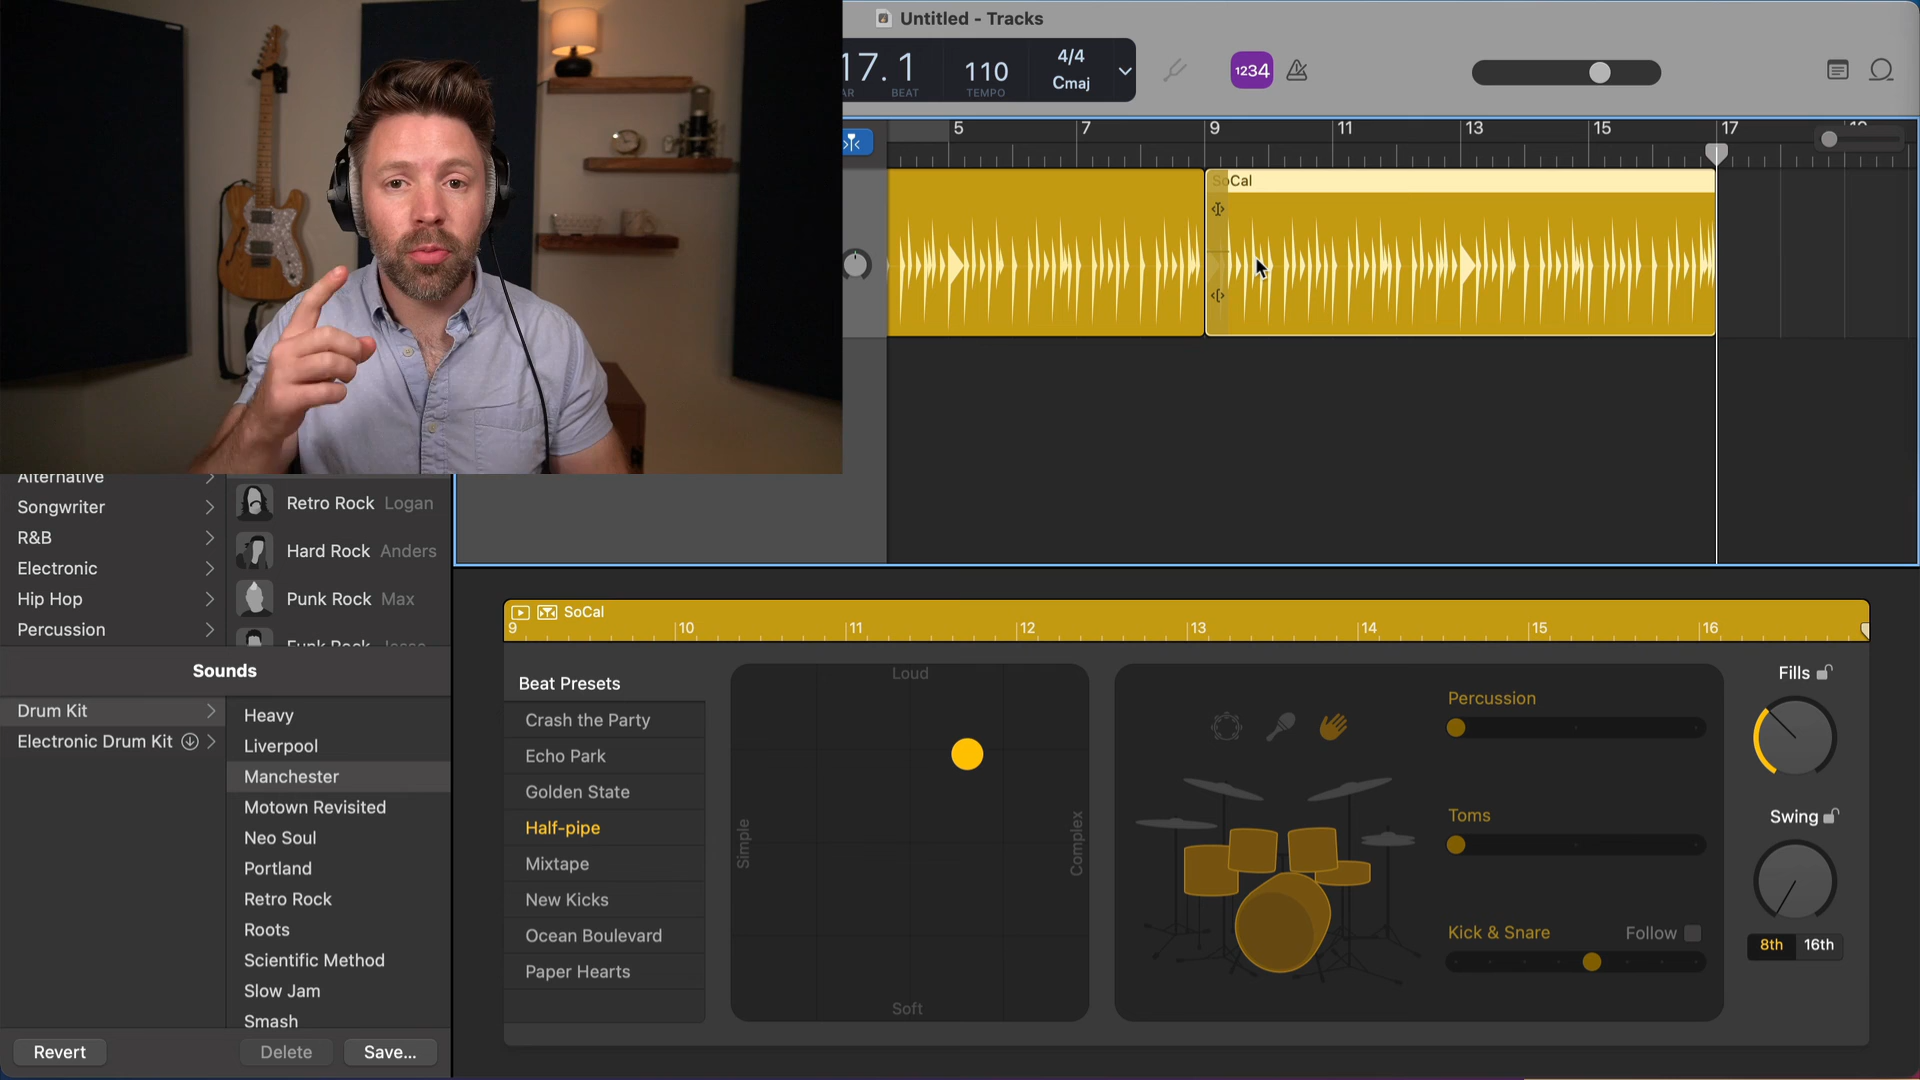 Untitled - Tracks
17. 1
BEAT
110
TEMPO
4/4
Cmaj
1234
5
7
9
11
13
15
17
SoCal
Alternative
Songwriter
R&B
Electronic
Hip Hop
Percussion
Retro Rock Logan
Hard Rock Anders
Punk Rock Max
Sounds
Drum Kit
Electronic Drum Kit
Heavy
Liverpool
Manchester
Motown Revisited
Neo Soul
Portland
Retro Rock
Roots
Scientific Method
Slow Jam
Smash
Revert
Delete
Save...
SoCal
9
10
11
12
13
14
15
16
Beat Presets
Crash the Party
Echo Park
Golden State
Half-pipe
Mixtape
New Kicks
Ocean Boulevard
Paper Hearts
Loud
Simple
Complex
Soft
Percussion
Toms
Kick & Snare
Follow
Fills
Swing
8th
16th